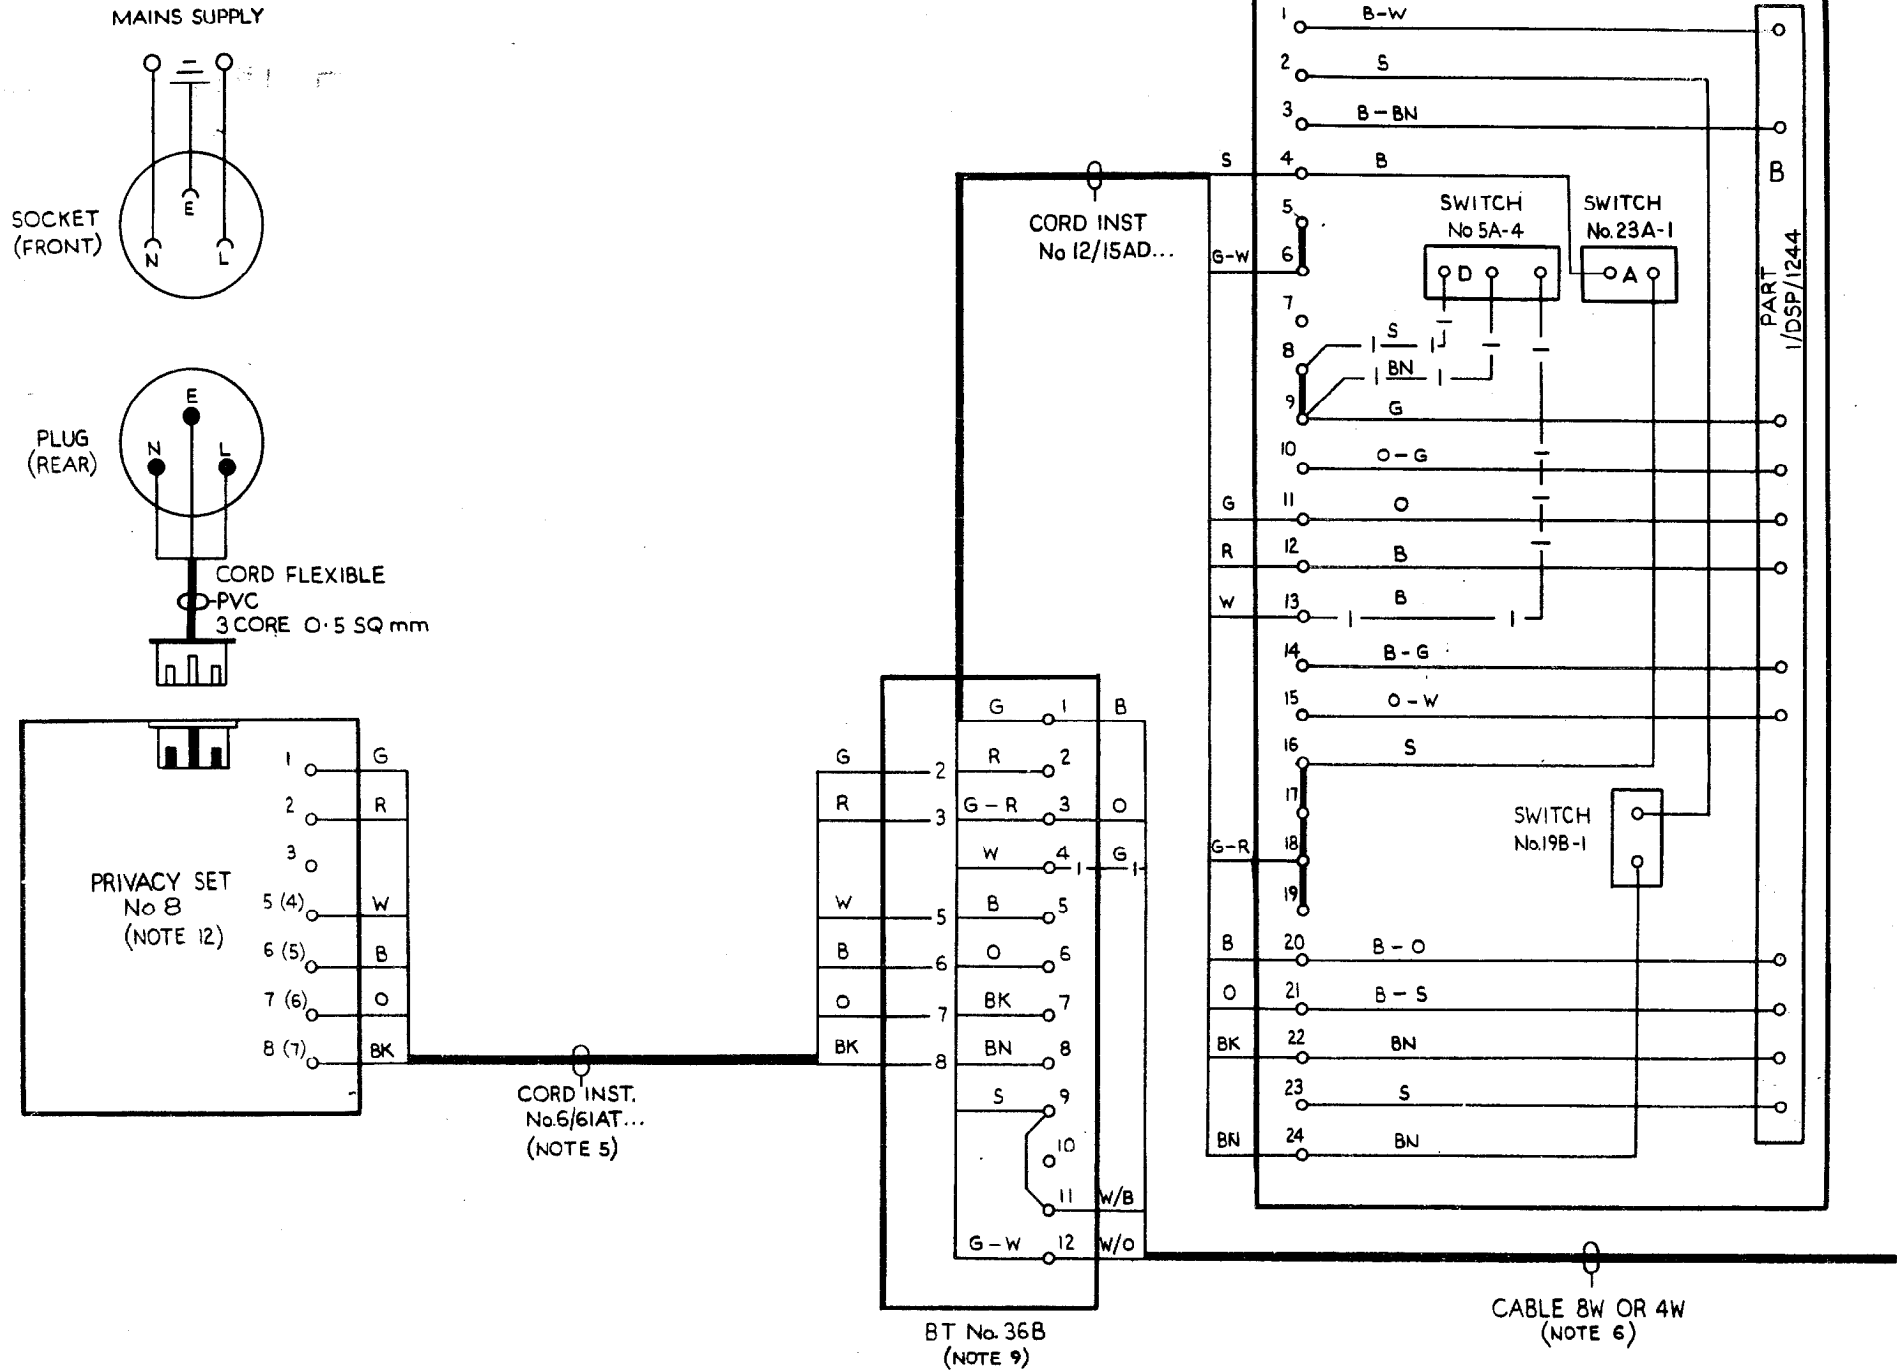 MAINS SUPPLY
E
N
L
SOCKET
(FRONT)
E
N
L
PLUG
(REAR)
CORD FLEXIBLE
PVC
3 CORE 0·5 SQ mm
1 G
2 R
3
5 (4) W
6 (5) B
7 (6) O
8 (7) BK
PRIVACY SET
No 8
(NOTE 12)
CORD INST.
No.6/61AT...
(NOTE 5)
G 2
R 3
W 5
B 6
O 7
BK 8
G 1 B
R 2
G-R 3 O
W 4 G
B 5
O 6
BK 7
BN 8
S 9
10
11 W/B
G-W 12 W/O
BT No. 36B
(NOTE 9)
CORD INST
No 12/15AD...
1 B-W
2 S
3 B-BN
S 4 B
5
G-W 6
7
8 S
BN
9 G
10 O-G
G 11 O
R 12 B
W 13 B
14 B-G
15 O-W
16 S
17
G-R 18
19
B 20 B-O
O 21 B-S
BK 22 BN
23 S
BN 24 BN
SWITCH
No 5A-4
D
SWITCH
No.23A-1
A
SWITCH
No.19B-1
B
PART
1/DSP/1244
CABLE 8W OR 4W
(NOTE 6)